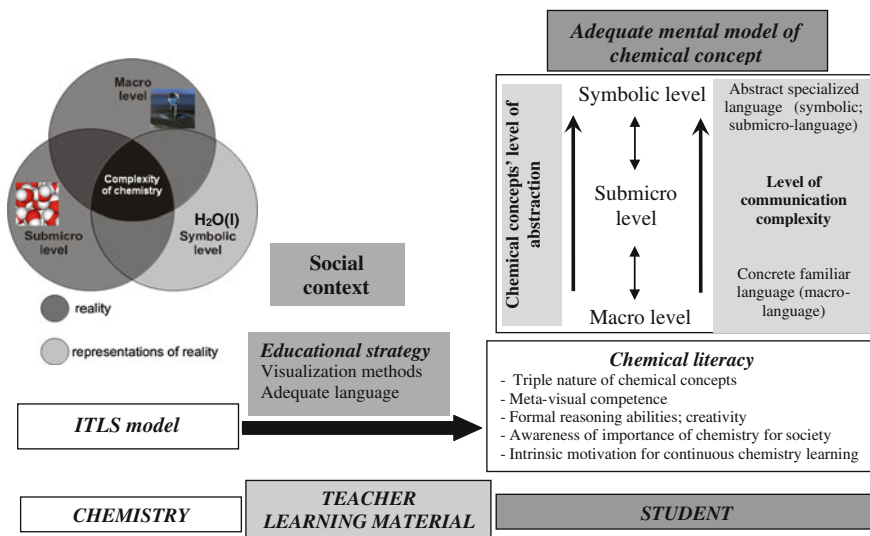 Macro
level
Complexity
of chemistry
Submicro
level
H2O(l)
Symbolic
level
reality
representations of reality
ITLS model
CHEMISTRY
Social
context
Educational strategy
Visualization methods
Adequate language
TEACHER
LEARNING MATERIAL
Adequate mental model of
chemical concept
Chemical concepts' level of
abstraction
Symbolic level
Submicro
level
Macro level
Abstract specialized
language (symbolic;
submicro-language)
Level of
communication
complexity
Concrete familiar
language (macro-
language)
Chemical literacy
- Triple nature of chemical concepts
- Meta-visual competence
- Formal reasoning abilities; creativity
- Awareness of importance of chemistry for society
- Intrinsic motivation for continuous chemistry learning
STUDENT